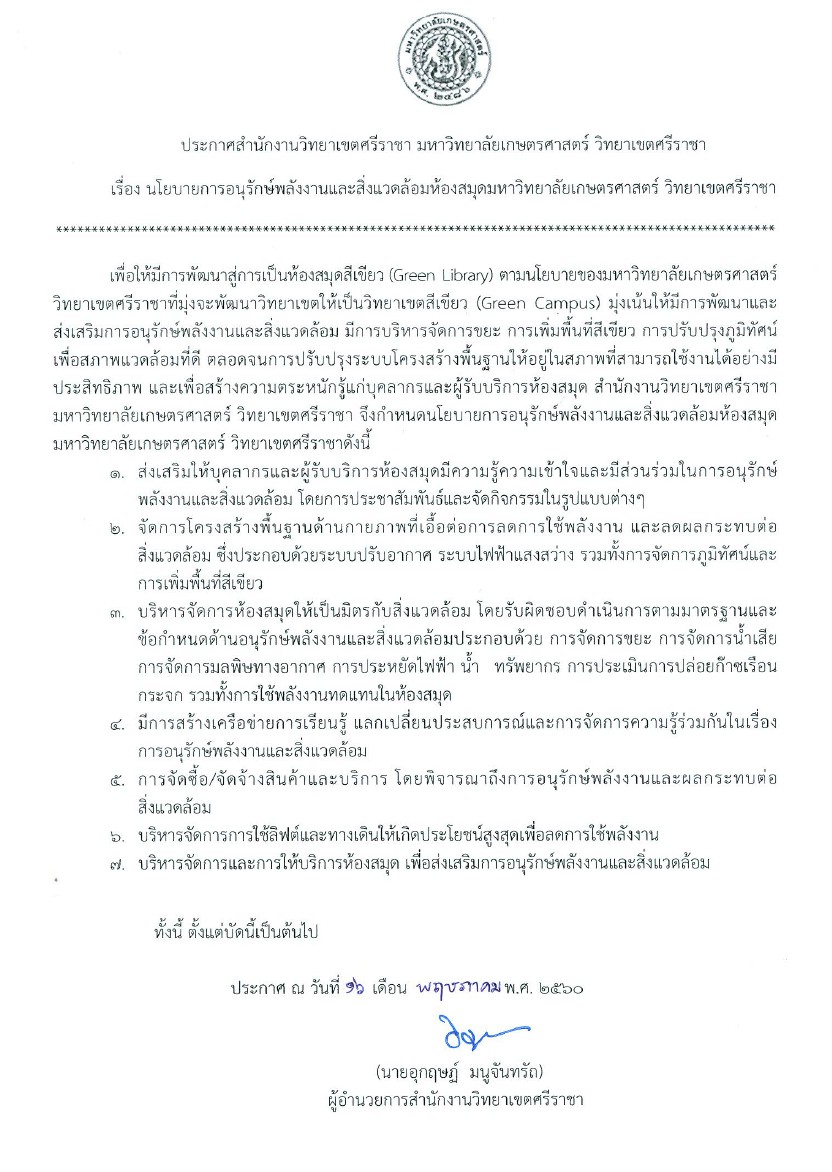 มหาวิทยาลัยเกษตรศาสตร์
พ.ศ. ๒๔๘๖
ประกาศสำนักงานวิทยาเขตศรีราชา มหาวิทยาลัยเกษตรศาสตร์ วิทยาเขตศรีราชา
เรื่อง นโยบายการอนุรักษ์พลังงานและสิ่งแวดล้อมห้องสมุดมหาวิทยาลัยเกษตรศาสตร์ วิทยาเขตศรีราชา
เพื่อให้มีการพัฒนาสู่การเป็นห้องสมุดสีเขียว (Green Library) ตามนโยบายของมหาวิทยาลัยเกษตรศาสตร์
วิทยาเขตศรีราชาที่มุ่งจะพัฒนาวิทยาเขตให้เป็นวิทยาเขตสีเขียว (Green Campus) มุ่งเน้นให้มีการพัฒนาและ
ส่งเสริมการอนุรักษ์พลังงานและสิ่งแวดล้อม มีการบริหารจัดการขยะ การเพิ่มพื้นที่สีเขียว การปรับปรุงภูมิทัศน์
เพื่อสภาพแวดล้อมที่ดี ตลอดจนการปรับปรุงระบบโครงสร้างพื้นฐานให้อยู่ในสภาพที่สามารถใช้งานได้อย่างมี
ประสิทธิภาพ และเพื่อสร้างความตระหนักรู้แก่บุคลากรและผู้รับบริการห้องสมุด สำนักงานวิทยาเขตศรีราชา
มหาวิทยาลัยเกษตรศาสตร์ วิทยาเขตศรีราชา จึงกำหนดนโยบายการอนุรักษ์พลังงานและสิ่งแวดล้อมห้องสมุด
มหาวิทยาลัยเกษตรศาสตร์ วิทยาเขตศรีราชาดังนี้
๑. ส่งเสริมให้บุคลากรและผู้รับบริการห้องสมุดมีความรู้ความเข้าใจและมีส่วนร่วมในการอนุรักษ์
พลังงานและสิ่งแวดล้อม โดยการประชาสัมพันธ์และจัดกิจกรรมในรูปแบบต่างๆ
๒. จัดการโครงสร้างพื้นฐานด้านกายภาพที่เอื้อต่อการลดการใช้พลังงาน และลดผลกระทบต่อ
สิ่งแวดล้อม ซึ่งประกอบด้วยระบบปรับอากาศ ระบบไฟฟ้าแสงสว่าง รวมทั้งการจัดการภูมิทัศน์และ
การเพิ่มพื้นที่สีเขียว
๓. บริหารจัดการห้องสมุดให้เป็นมิตรกับสิ่งแวดล้อม โดยรับผิดชอบดำเนินการตามมาตรฐานและ
ข้อกำหนดด้านอนุรักษ์พลังงานและสิ่งแวดล้อมประกอบด้วย การจัดการขยะ การจัดการน้ำเสีย
การจัดการมลพิษทางอากาศ การประหยัดไฟฟ้า น้ำ ทรัพยากร การประเมินการปล่อยก๊าซเรือน
กระจก รวมทั้งการใช้พลังงานทดแทนในห้องสมุด
๔. มีการสร้างเครือข่ายการเรียนรู้ แลกเปลี่ยนประสบการณ์และการจัดการความรู้ร่วมกันในเรื่อง
การอนุรักษ์พลังงานและสิ่งแวดล้อม
๕. การจัดซื้อ/จัดจ้างสินค้าและบริการ โดยพิจารณาถึงการอนุรักษ์พลังงานและผลกระทบต่อ
สิ่งแวดล้อม
๖. บริหารจัดการการใช้ลิฟต์และทางเดินให้เกิดประโยชน์สูงสุดเพื่อลดการใช้พลังงาน
๗. บริหารจัดการและการให้บริการห้องสมุด เพื่อส่งเสริมการอนุรักษ์พลังงานและสิ่งแวดล้อม
ทั้งนี้ ตั้งแต่บัดนี้เป็นต้นไป
ประกาศ ณ วันที่ ๑๖ เดือน พฤษภาคม พ.ศ. ๒๕๖๐
(นายอุกฤษฏ์ มนูจันทรัถ)
ผู้อำนวยการสำนักงานวิทยาเขตศรีราชา